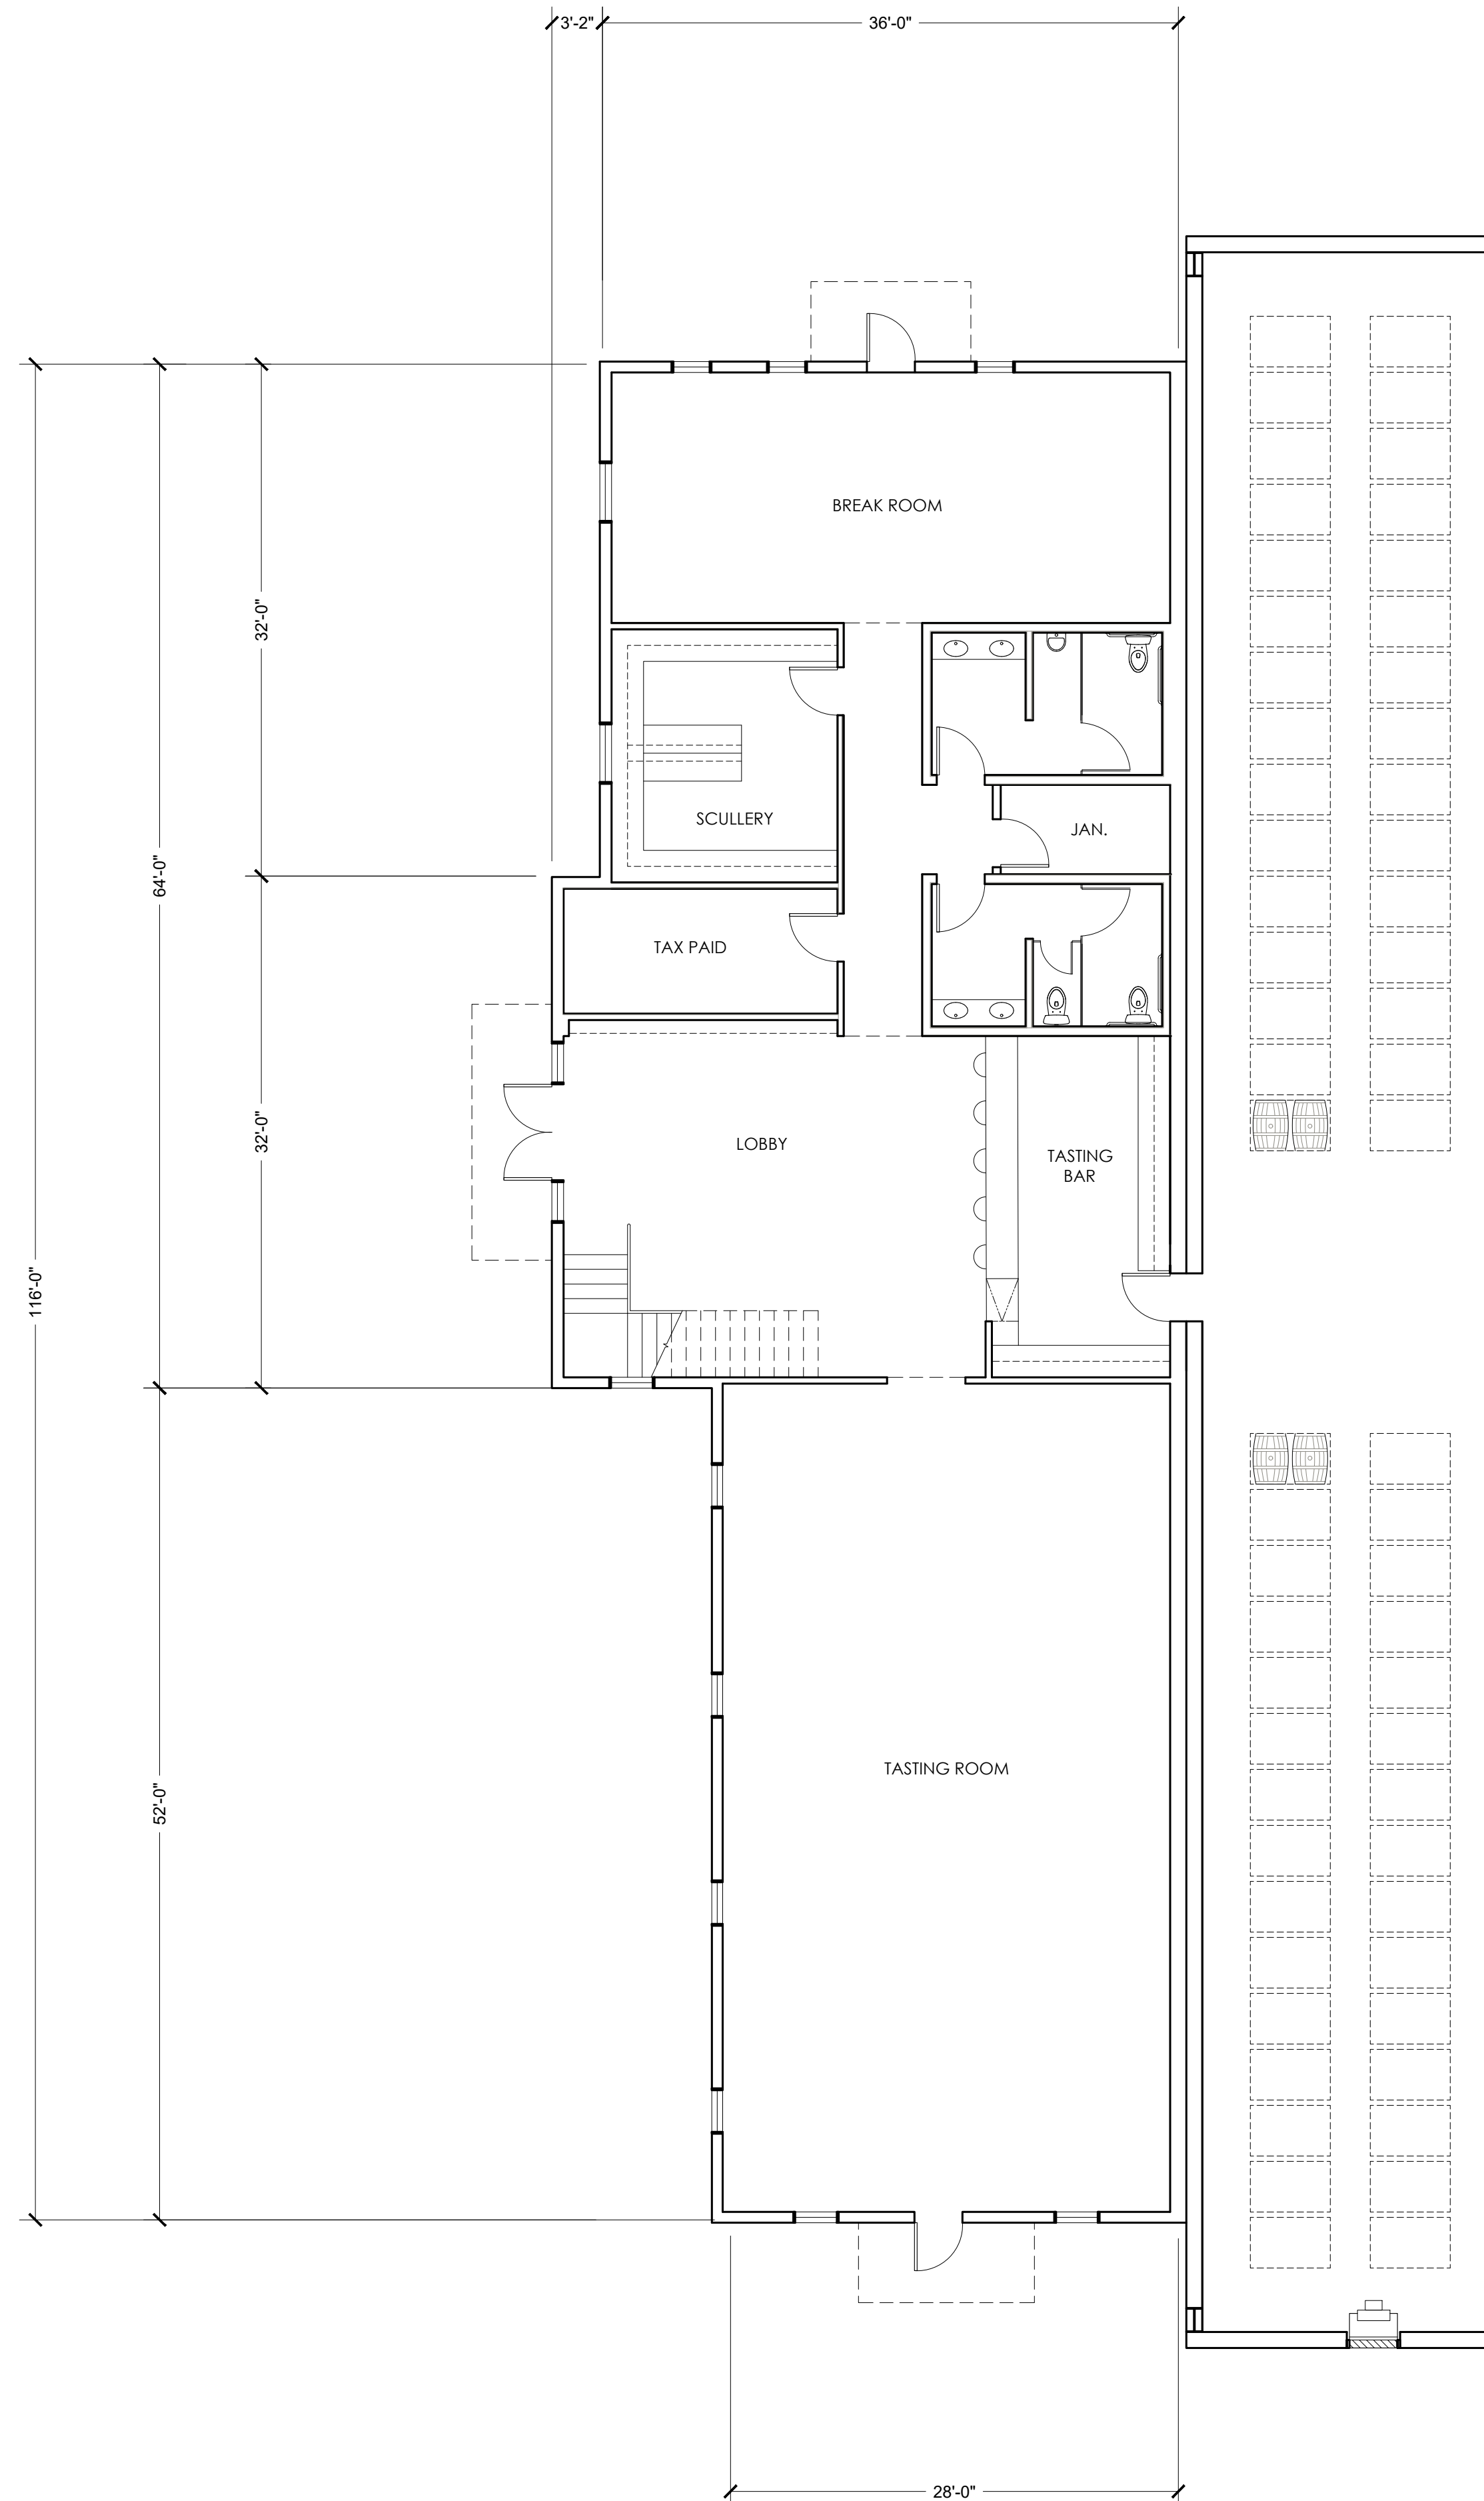 3'-2"
36'-0"
BREAK ROOM
32'-0"
SCULLERY
JAN.
64'-0"
TAX PAID
32'-0"
LOBBY
TASTING
BAR
116'-0"
TASTING ROOM
52'-0"
28'-0"